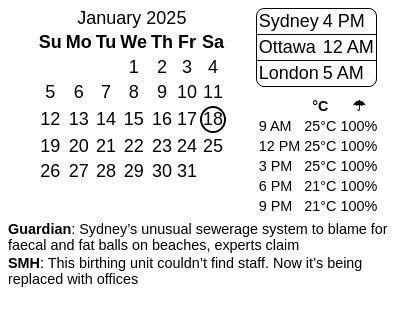 January 2025
Su Mo Tu We Th Fr Sa
1 2 3 4
5 6 7 8 9 10 11
12 13 14 15 16 17 18
19 20 21 22 23 24 25
26 27 28 29 30 31
Sydney 4 PM
Ottawa 12 AM
London 5 AM
°C ☂
9 AM 25°C 100%
12 PM 25°C 100%
3 PM 25°C 100%
6 PM 21°C 100%
9 PM 21°C 100%
Guardian: Sydney’s unusual sewerage system to blame for
faecal and fat balls on beaches, experts claim
SMH: This birthing unit couldn’t find staff. Now it’s being
replaced with offices